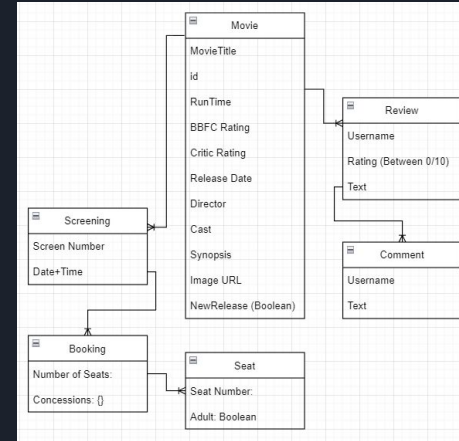 Movie
MovieTitle
id
RunTime
BBFC Rating
Critic Rating
Release Date
Director
Cast
Synopsis
Image URL
NewRelease (Boolean)
Review
Username
Rating (Between 0/10)
Text
Screening
Screen Number
Date+Time
Comment
Username
Text
Booking
Number of Seats:
Concessions: {}
Seat
Seat Number:
Adult: Boolean